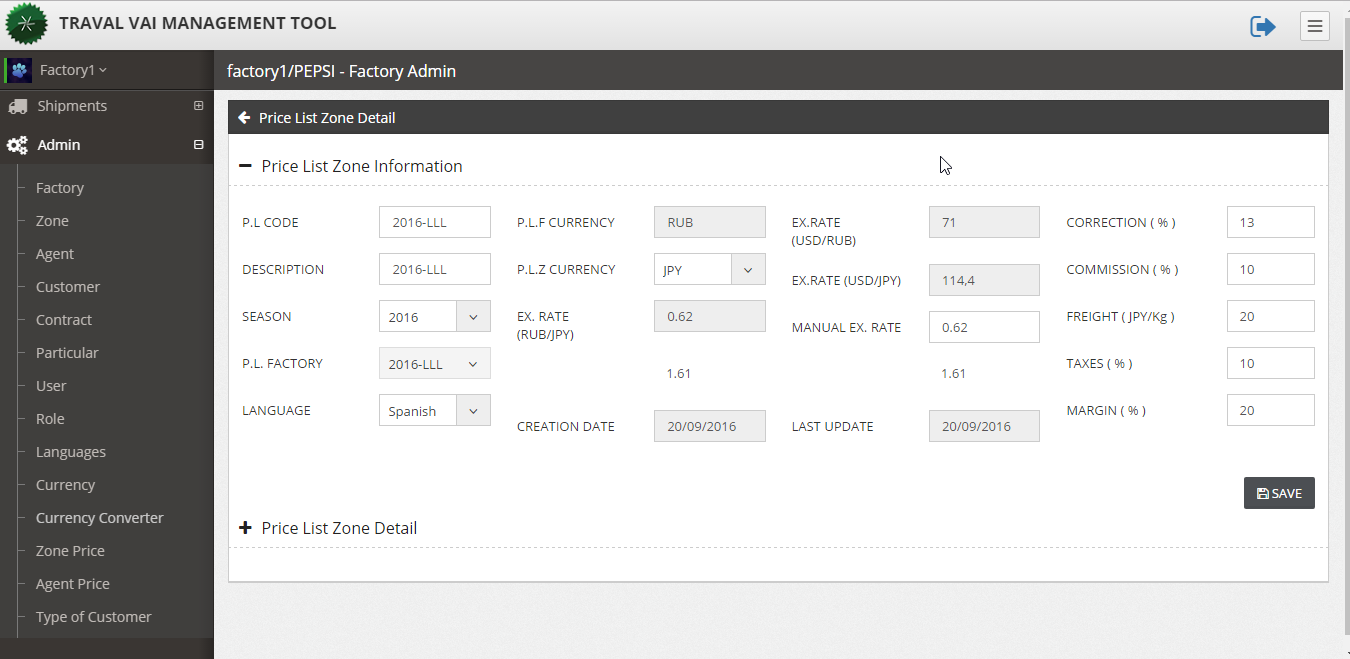 TRAVAL VAI MANAGEMENT TOOL
Factory1
factory1/PEPSI - Factory Admin
Shipments
Admin
Factory
Zone
Agent
Customer
Contract
Particular
User
Role
Languages
Currency
Currency Converter
Zone Price
Agent Price
Type of Customer
Price List Zone Detail
Price List Zone Information
P.L CODE 2016-LLL
DESCRIPTION 2016-LLL
SEASON 2016
P.L. FACTORY 2016-LLL
LANGUAGE Spanish
P.L.F CURRENCY RUB
P.L.Z CURRENCY JPY
EX. RATE 0.62
(RUB/JPY)
1.61
CREATION DATE 20/09/2016
EX.RATE 71
(USD/RUB)
EX.RATE (USD/JPY) 114,4
MANUAL EX. RATE 0.62
1.61
LAST UPDATE 20/09/2016
CORRECTION ( % ) 13
COMMISSION ( % ) 10
FREIGHT ( JPY/Kg ) 20
TAXES ( % ) 10
MARGIN ( % ) 20
SAVE
Price List Zone Detail